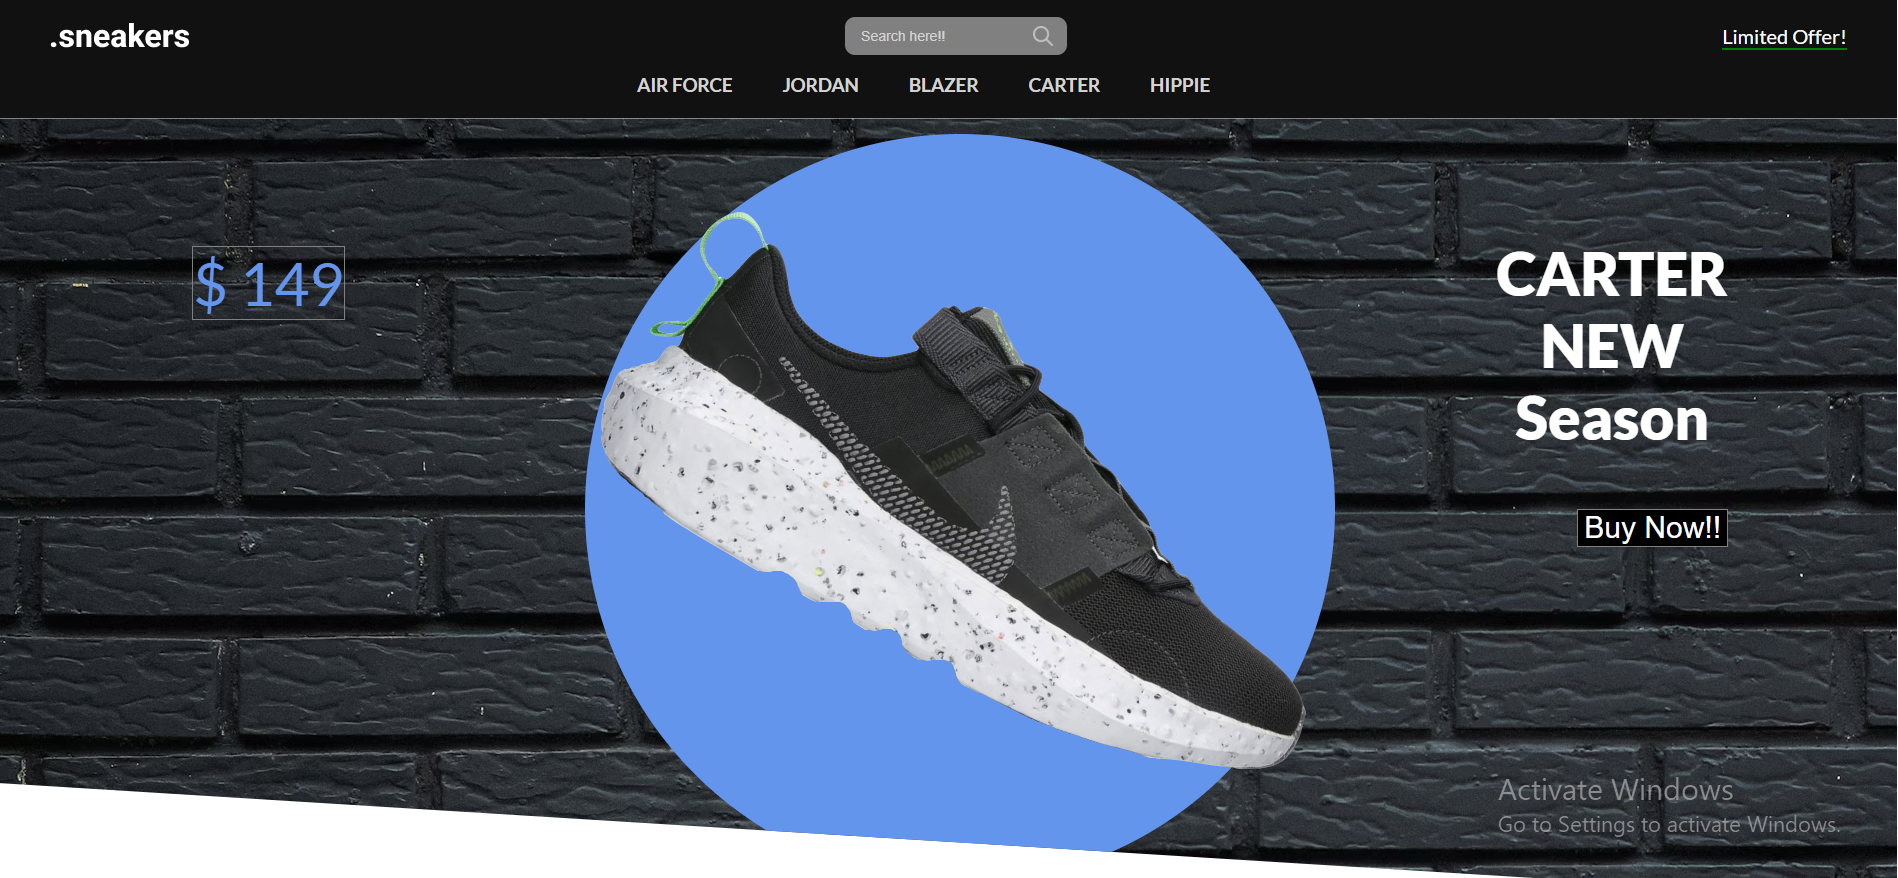 .sneakers
Search here!!
Limited Offer!
AIR FORCE JORDAN BLAZER CARTER HIPPIE
$ 149
CARTER
NEW
Season
Buy Now!!
Activate Windows
Go to Settings to activate Windows.